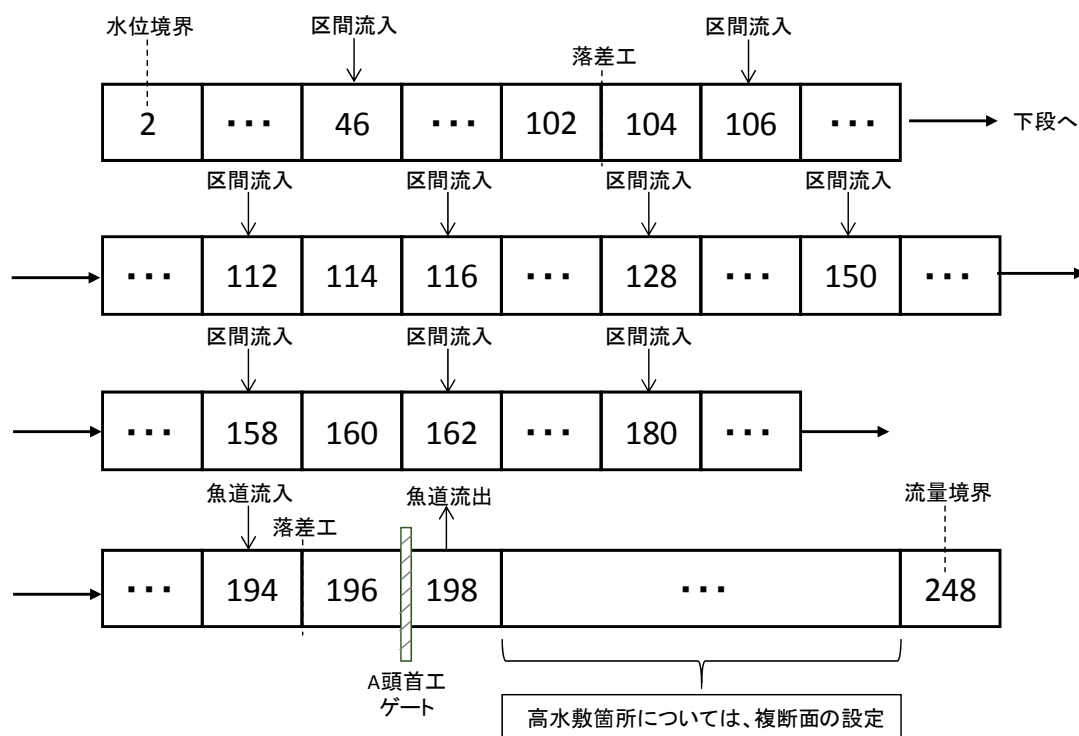 水位境界
区間流入
落差工
区間流入
2
・・・
46
・・・
102
104
106
・・・
下段へ
区間流入
区間流入
区間流入
区間流入
・・・
112
114
116
・・・
128
・・・
150
・・・
区間流入
区間流入
区間流入
・・・
158
160
162
・・・
180
・・・
魚道流入
落差工
魚道流出
流量境界
・・・
194
196
198
・・・
248
A頭首工
ゲート
高水敷箇所については、複断面の設定